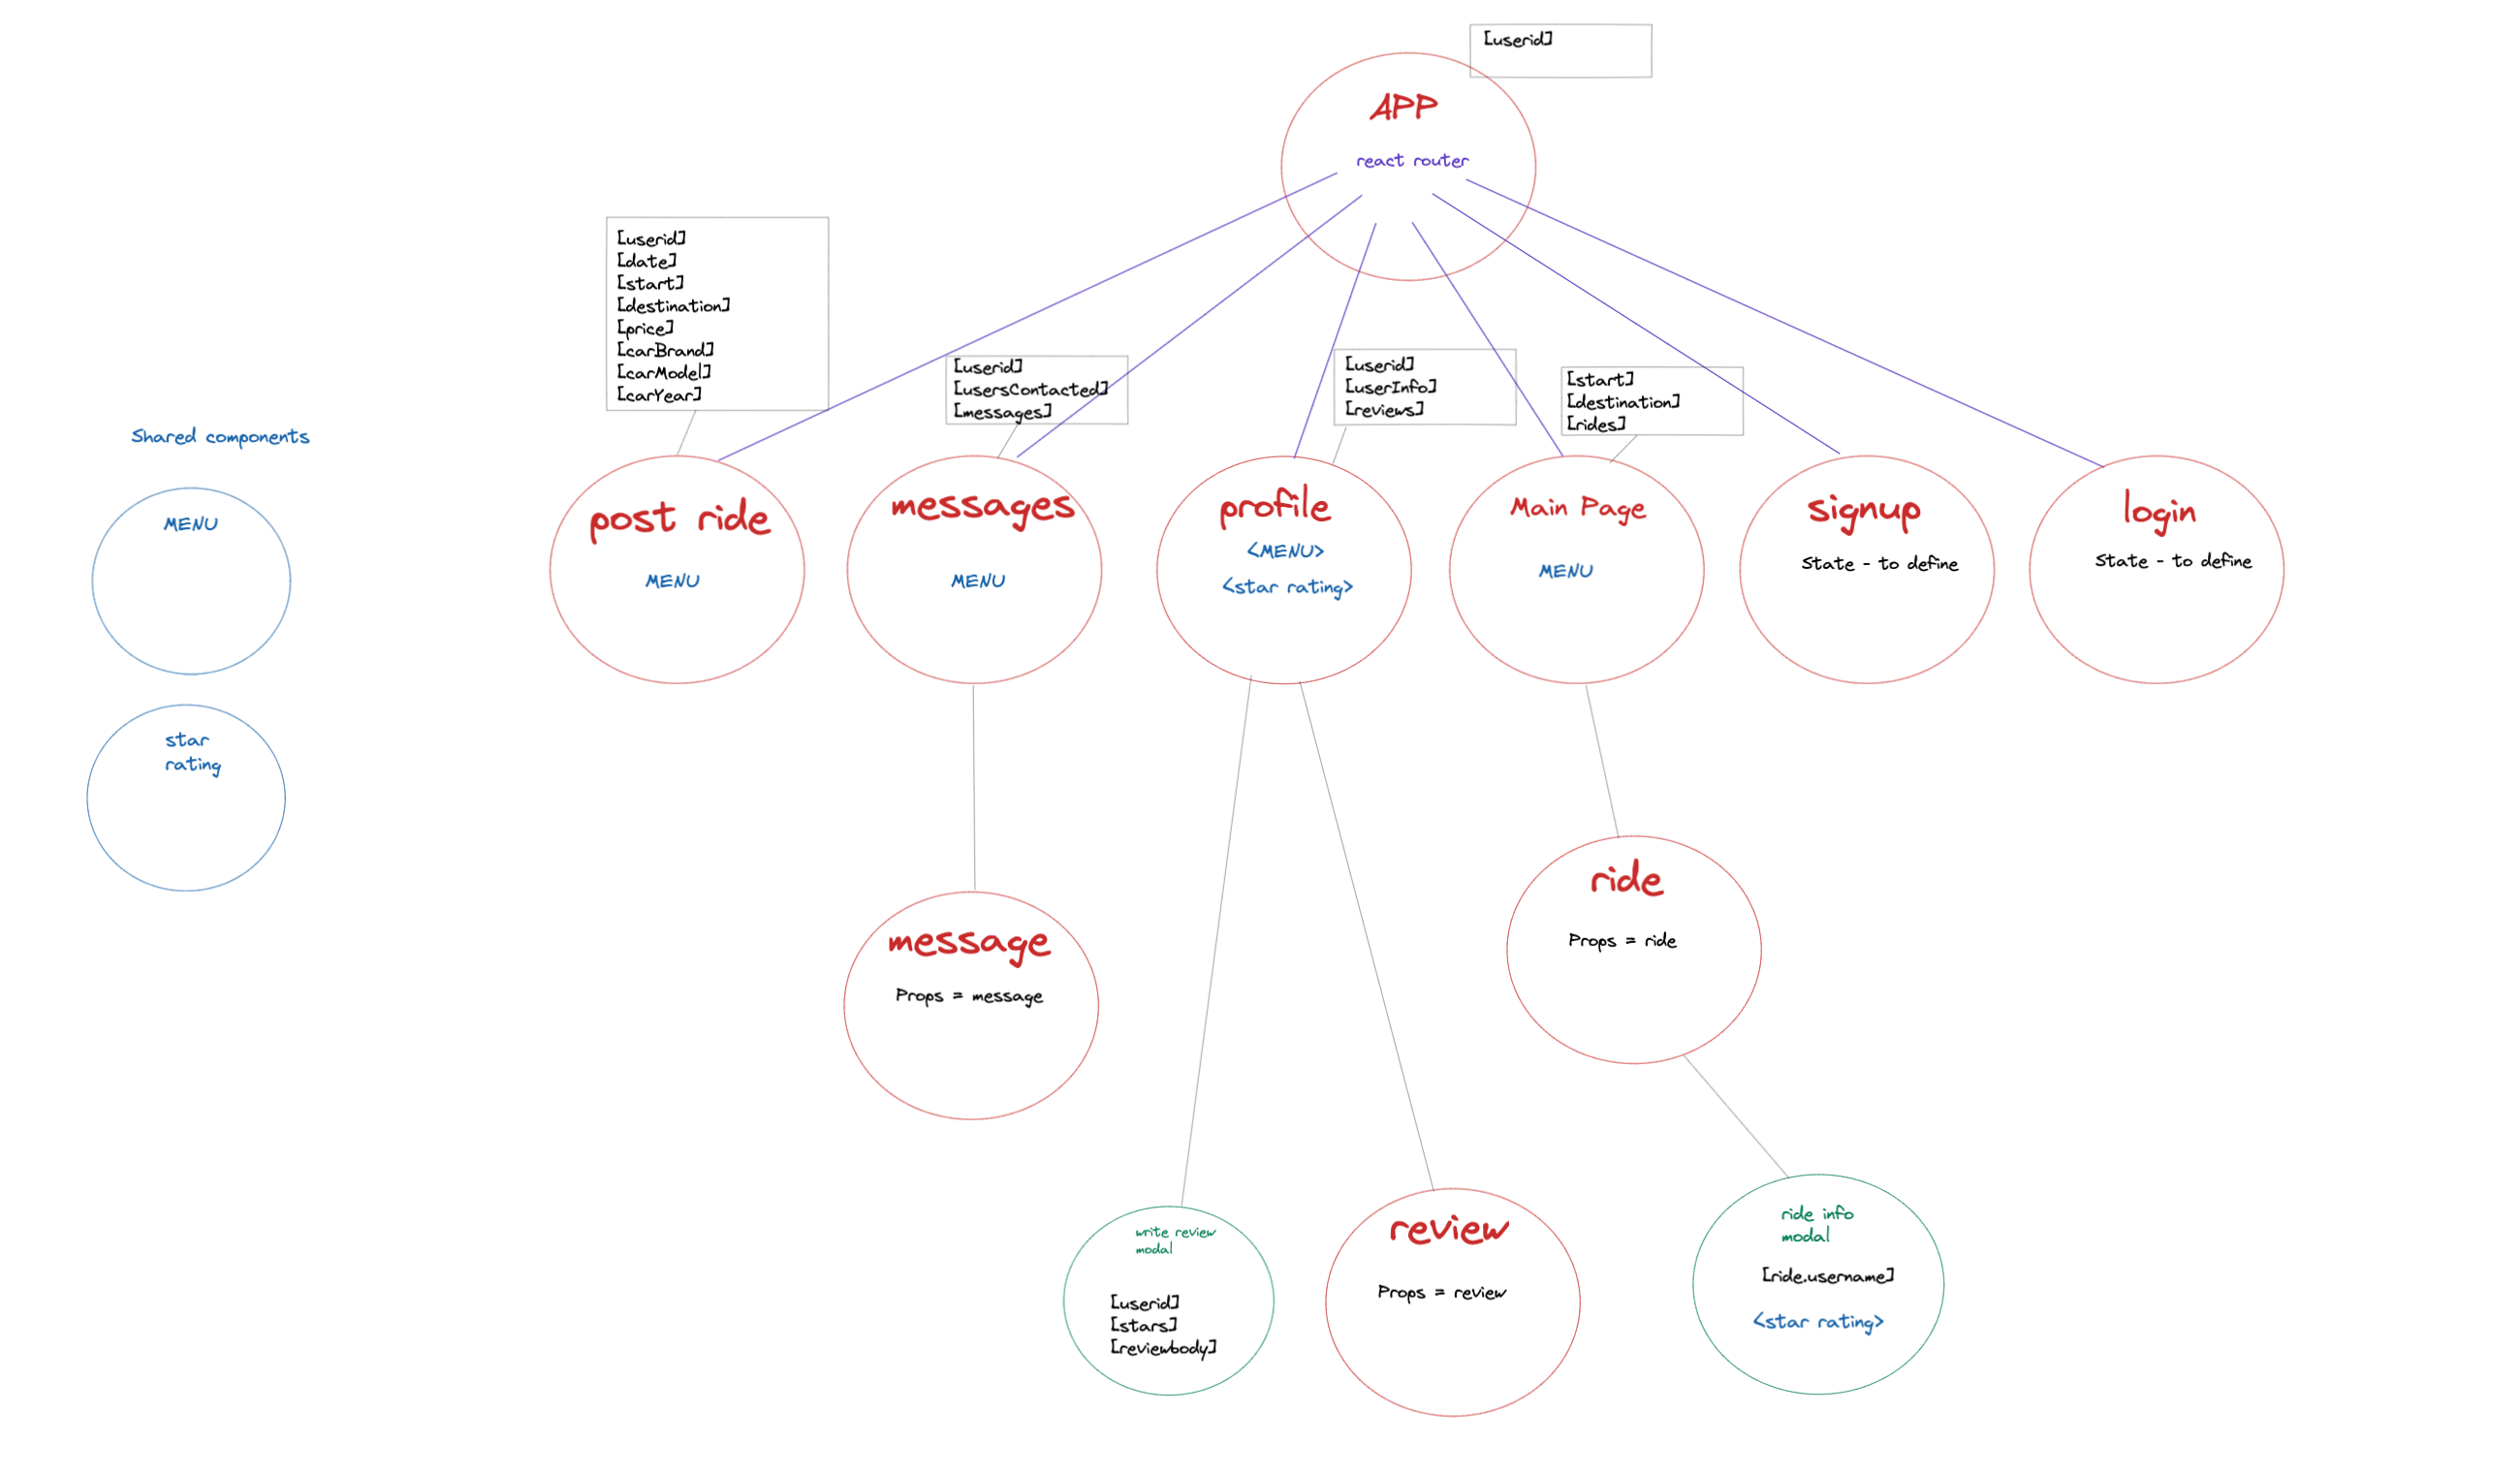 [userid]
APP
react router
[userid]
[date]
[start]
[destination]
[price]
[carBrand]
[carModel]
[carYear]
[userid]
[usersContacted]
[messages]
[userid]
[userInfo]
[reviews]
[start]
[destination]
[rides]
Shared components
MENU
star
rating
post ride
MENU
messages
MENU
profile
<MENU>
<star rating>
Main Page
MENU
signup
State - to define
login
State - to define
message
Props = message
ride
Props = ride
write review
modal
[userid]
[stars]
[reviewbody]
review
Props = review
ride info
modal
[ride.username]
<star rating>